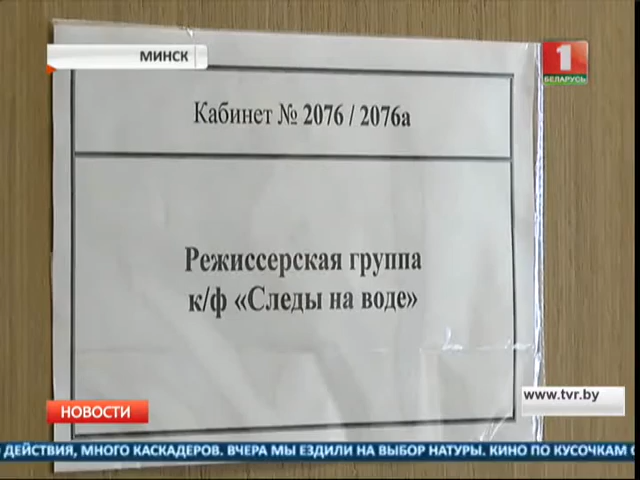 МИНСК
1
БЕЛАРУСЬ
Кабинет № 2076 / 2076а
Режиссерская группа
к/ф «Следы на воде»
www.tvr.by
НОВОСТИ
ДЕЙСТВИЯ, МНОГО КАСКАДЕРОВ. ВЧЕРА МЫ ЕЗДИЛИ НА ВЫБОР НАТУРЫ. КИНО ПО КУСОЧКАМ